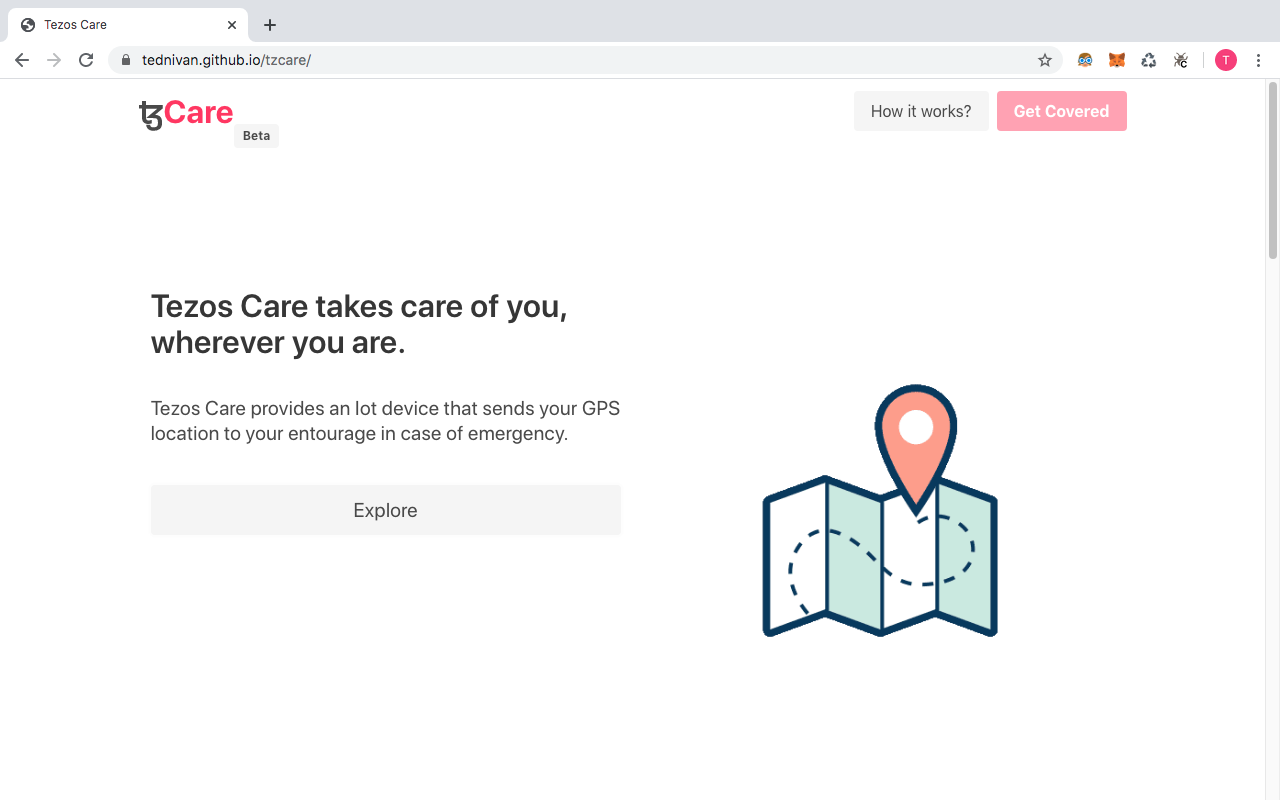 Tezos Care
tednivan.github.io/tzcare/
T
ꜩCare
Beta
How it works?
Get Covered
Tezos Care takes care of you,
wherever you are.
Tezos Care provides an lot device that sends your GPS
location to your entourage in case of emergency.
Explore